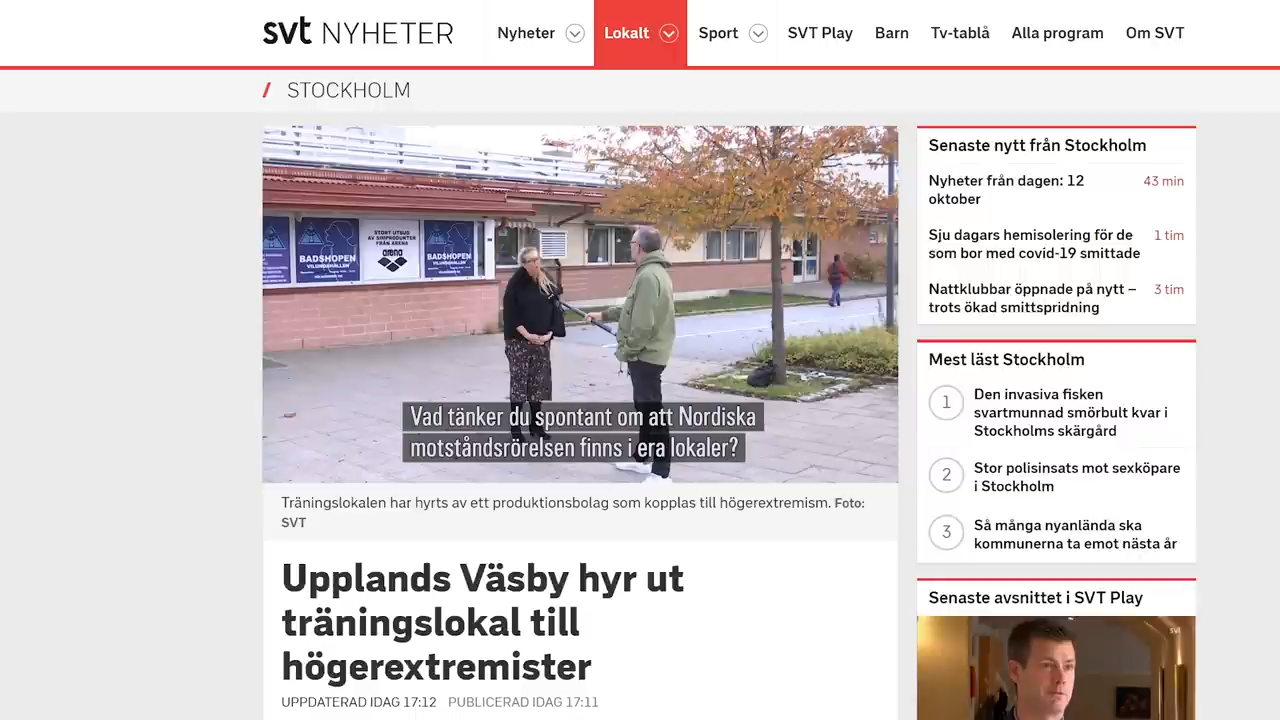 svt NYHETER
Nyheter
Lokalt
Sport
SVT Play
Barn
Tv-tablå
Alla program
Om SVT
/ STOCKHOLM
BADSHOPEN
VILUNDAHALLEN
STORT UTBUD
AV SIMPRODUKTER
FRÅN ARENA
arena
BADSHOPEN
Vad tänker du spontant om att Nordiska
motståndsrörelsen finns i era lokaler?
Träningslokalen har hyrts av ett produktionsbolag som kopplas till högerextremism. Foto:
SVT
Upplands Väsby hyr ut
träningslokal till
högerextremister
UPPDATERAD IDAG 17:12 PUBLICERAD IDAG 17:11
Senaste nytt från Stockholm
Nyheter från dagen: 12 43 min
oktober
Sju dagars hemisolering för de 1 tim
som bor med covid-19 smittade
Nattklubbar öppnade på nytt – 3 tim
trots ökad smittspridning
Mest läst Stockholm
1 Den invasiva fisken
svartmunnad smörbult kvar i
Stockholms skärgård
2 Stor polisinsats mot sexköpare
i Stockholm
3 Så många nyanlända ska
kommunerna ta emot nästa år
Senaste avsnittet i SVT Play
svt